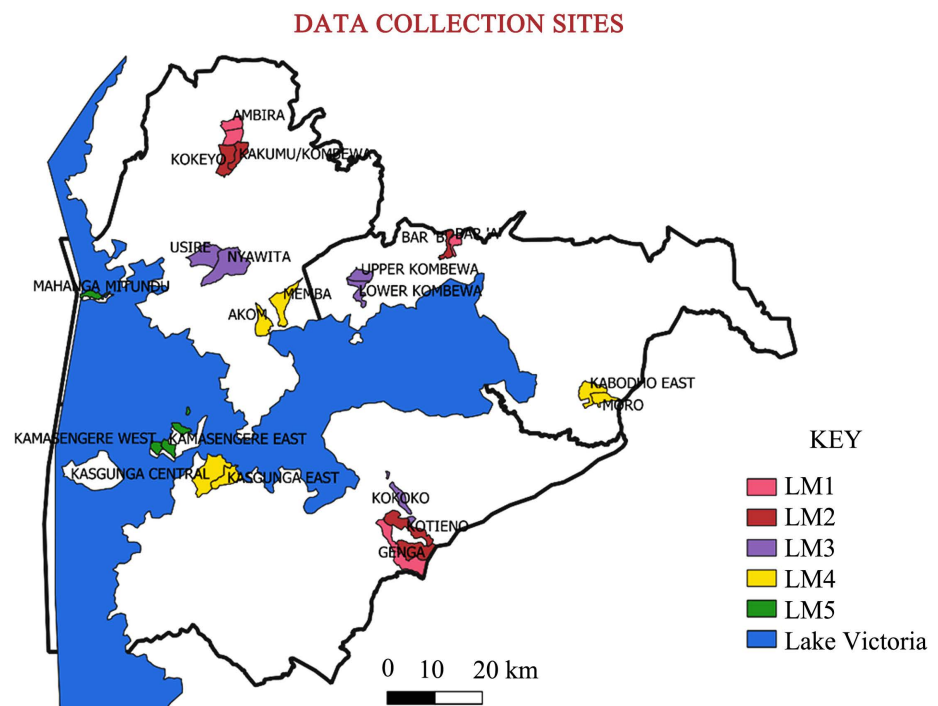 DATA COLLECTION SITES
AMBIRA
KOKEYO
KAKUMU/KOMBEWA
BAR 'B'
BAR 'A'
USIRE
NYAWITA
UPPER KOMBEWA
MAHANGA MITUNDU
MEMBA
LOWER KOMBEWA
AKOM
KABODHO EAST
MORO
KAMASENGERE WEST
KAMASENGERE EAST
KEY
KASGUNGA CENTRAL
KASGUNGA EAST
LM1
KOKOKO
LM2
KOTIENO
LM3
GENGA
LM4
LM5
Lake Victoria
0 10 20 km